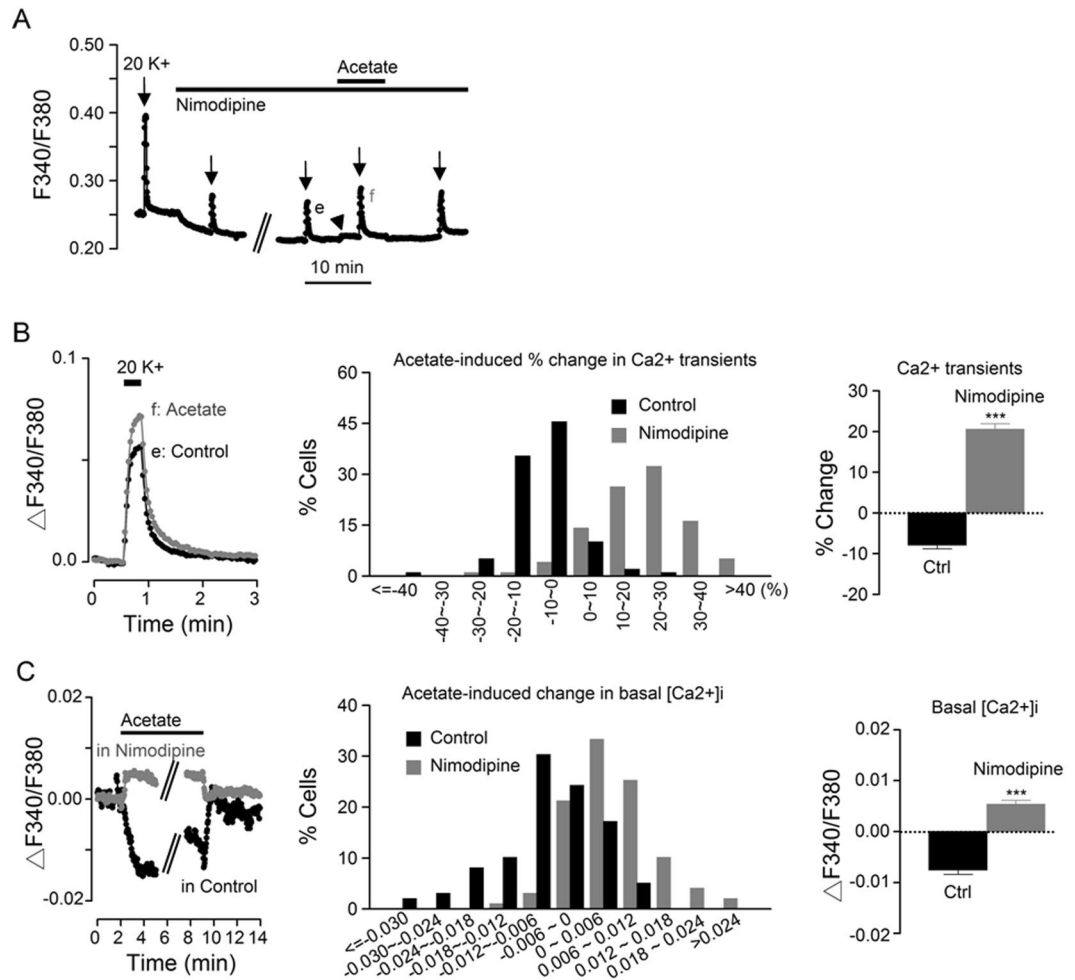 A
0.50
0.40
0.30
0.20
F340/F380
20 K+
Acetate
Nimodipine
e
f
10 min
B
0.1
0.0
△F340/F380
20 K+
f: Acetate
e: Control
0 1 2 3
Time (min)
Acetate-induced % change in Ca2+ transients
60
45
30
15
0
% Cells
Control
Nimodipine
<=-40
-40~-30
-30~-20
-20~-10
-10~0
0~10
10~20
20~30
30~40
>40 (%)
Ca2+ transients
Nimodipine
***
30
20
10
0
-10
-20
% Change
Ctrl
C
0.02
0.00
-0.02
△F340/F380
Acetate
in Nimodipine
in Control
0 2 4 6 8 10 12 14
Time (min)
Acetate-induced change in basal [Ca2+]i
40
30
20
10
0
% Cells
Control
Nimodipine
<=-0.030
-0.030~-0.024
-0.024~-0.018
-0.018~-0.012
-0.012~-0.006
-0.006 ~ 0
0 ~ 0.006
0.006 ~ 0.012
0.012 ~ 0.018
0.018 ~ 0.024
>0.024
Basal [Ca2+]i
Nimodipine
***
0.02
0.01
0.00
-0.01
-0.02
△F340/F380
Ctrl